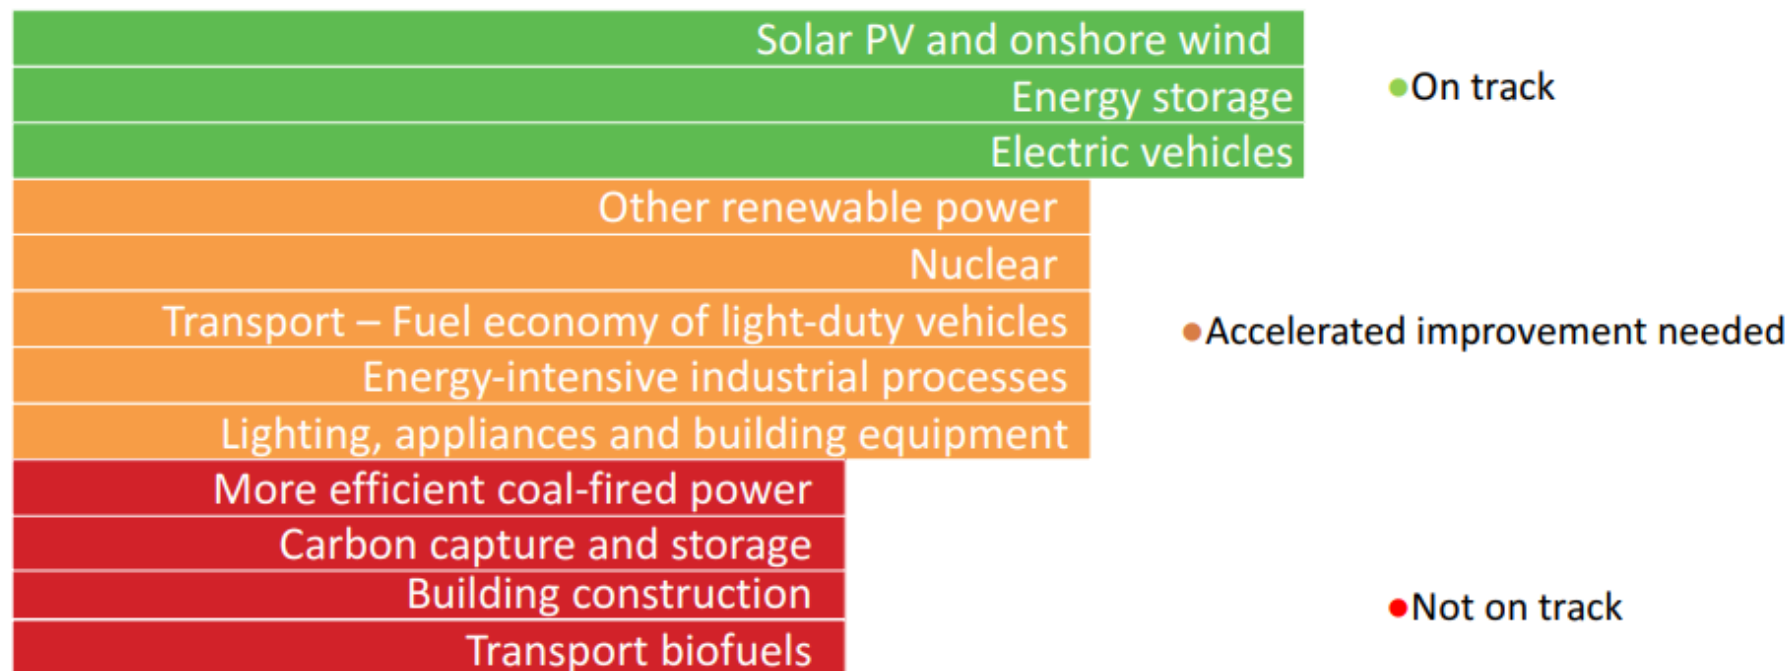 Solar PV and onshore wind
Energy storage
●On track
Electric vehicles
Other renewable power
Nuclear
Transport – Fuel economy of light-duty vehicles
●Accelerated improvement needed
Energy-intensive industrial processes
Lighting, appliances and building equipment
More efficient coal-fired power
Carbon capture and storage
Building construction
●Not on track
Transport biofuels